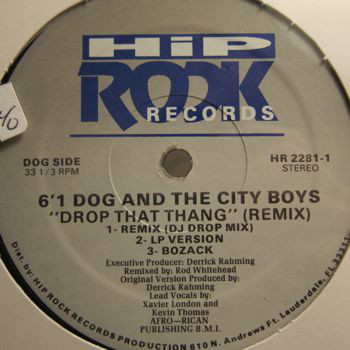 HiP
ROCK
RECORDS
DOG SIDE
33 1/3 RPM
HR 2281-1
STEREO
6'1 DOG AND THE CITY BOYS
"DROP THAT THANG" (REMIX)
1- REMIX (DJ DROP MIX)
2- LP VERSION
3- BOZACK
Executive Producer: Derrick Rahming
Remixed by: Rod Whitehead
Original Version Produced by:
Derrick Rahming
Lead Vocals by:
Xavier London and
Kevin Thomas
AFRO-RICAN
PUBLISHING B.M.I.
Dist. by: HIP ROCK RECORDS PRODUCTION 610 N. Andrews Ft. Lauderdale, FL 33311